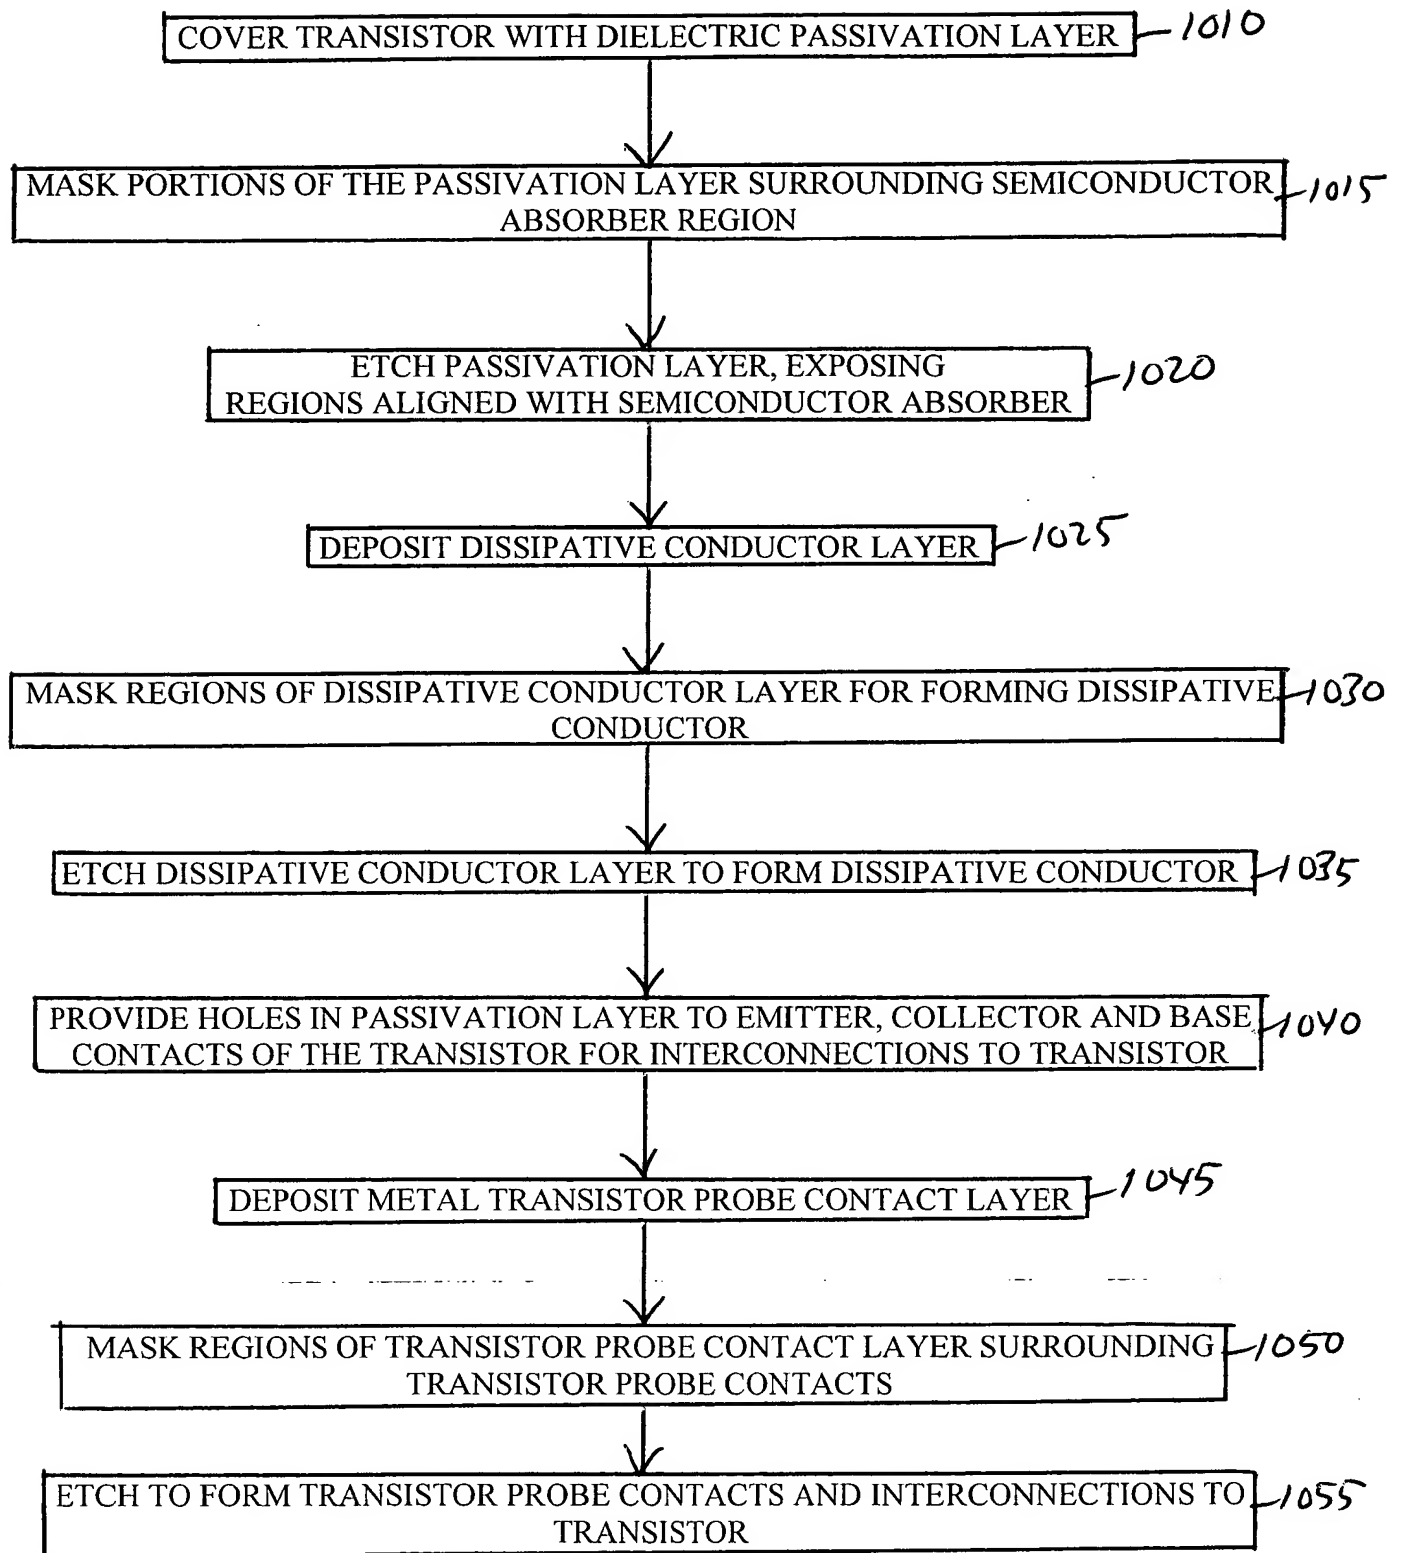 COVER TRANSISTOR WITH DIELECTRIC PASSIVATION LAYER 1010
MASK PORTIONS OF THE PASSIVATION LAYER SURROUNDING SEMICONDUCTOR 1015
ABSORBER REGION
ETCH PASSIVATION LAYER, EXPOSING 1020
REGIONS ALIGNED WITH SEMICONDUCTOR ABSORBER
DEPOSIT DISSIPATIVE CONDUCTOR LAYER 1025
MASK REGIONS OF DISSIPATIVE CONDUCTOR LAYER FOR FORMING DISSIPATIVE 1030
CONDUCTOR
ETCH DISSIPATIVE CONDUCTOR LAYER TO FORM DISSIPATIVE CONDUCTOR 1035
PROVIDE HOLES IN PASSIVATION LAYER TO EMITTER, COLLECTOR AND BASE 1040
CONTACTS OF THE TRANSISTOR FOR INTERCONNECTIONS TO TRANSISTOR
DEPOSIT METAL TRANSISTOR PROBE CONTACT LAYER 1045
MASK REGIONS OF TRANSISTOR PROBE CONTACT LAYER SURROUNDING 1050
TRANSISTOR PROBE CONTACTS
ETCH TO FORM TRANSISTOR PROBE CONTACTS AND INTERCONNECTIONS TO 1055
TRANSISTOR